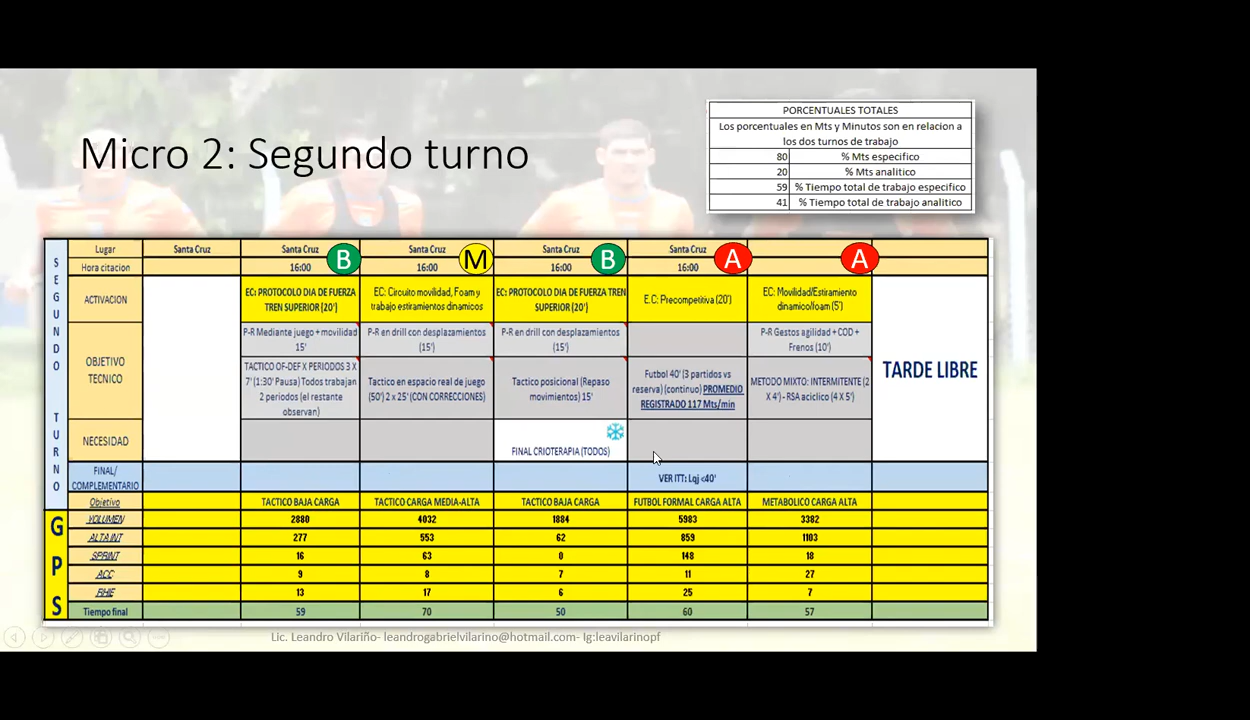 Micro 2: Segundo turno
PORCENTUALES TOTALES
Los porcentuales en Mts y Minutos son en relacion a
los dos turnos de trabajo
80 % Mts especifico
20 % Mts analitico
59 % Tiempo total de trabajo especifico
41 % Tiempo total de trabajo analitico
SEGUNDO TURNO
Lugar Santa Cruz Santa Cruz Santa Cruz Santa Cruz Santa Cruz
B M B A A
Hora citacion 16:00 16:00 16:00 16:00
ACTIVACION
EC: PROTOCOLO DIA DE FUERZA
TREN SUPERIOR (20')
EC: Circuito movilidad, Foam y
trabajo estiramientos dinamicos
EC: PROTOCOLO DIA DE FUERZA
TREN SUPERIOR (20')
E.C: Precompetitiva (20')
EC: Movilidad/Estiramiento
dinamico/foam (5')
OBJETIVO
TECNICO
P-R Mediante juego + movilidad
15'
P-R en drill con desplazamientos
(15')
P-R en drill con desplazamientos
(15')
P-R Gestos agilidad + COD +
Frenos (10')
TACTICO OF-DEF X PERIODOS 3 X
7' (1:30' Pausa) Todos trabajan
2 periodos (el restante
observan)
Tactico en espacio real de juego
(50') 2 x 25' (CON CORRECCIONES)
Tactico posicional (Repaso
movimientos) 15'
Futbol 40' (3 partidos vs
reserva) (continuo) PROMEDIO
REGISTRADO 117 Mts/min
METODO MIXTO: INTERMITENTE (2
X 4') - RSA aciclico (4 X 5')
TARDE LIBRE
NECESIDAD
FINAL CRIOTERAPIA (TODOS)
FINAL/
COMPLEMENTARIO
VER ITT: Lqj <40'
Objetivo TACTICO BAJA CARGA TACTICO CARGA MEDIA-ALTA TACTICO BAJA CARGA FUTBOL FORMAL CARGA ALTA METABOLICO CARGA ALTA
GPS
VOLUMEN 2880 4032 1884 5983 3382
ALTA INT 277 553 62 859 1103
SPRINT 16 63 0 148 18
ACC 9 8 7 11 27
RHIE 13 17 6 25 7
Tiempo final 59 70 50 60 57
Lic. Leandro Vilariño- leandrogabrielvilarino@hotmail.com- Ig:leavilarinopf